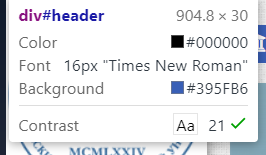 div#header 904.8 × 30
Color #000000
Font 16px "Times New Roman"
Background #395FB6
Contrast Aa 21
MCMLXXIV